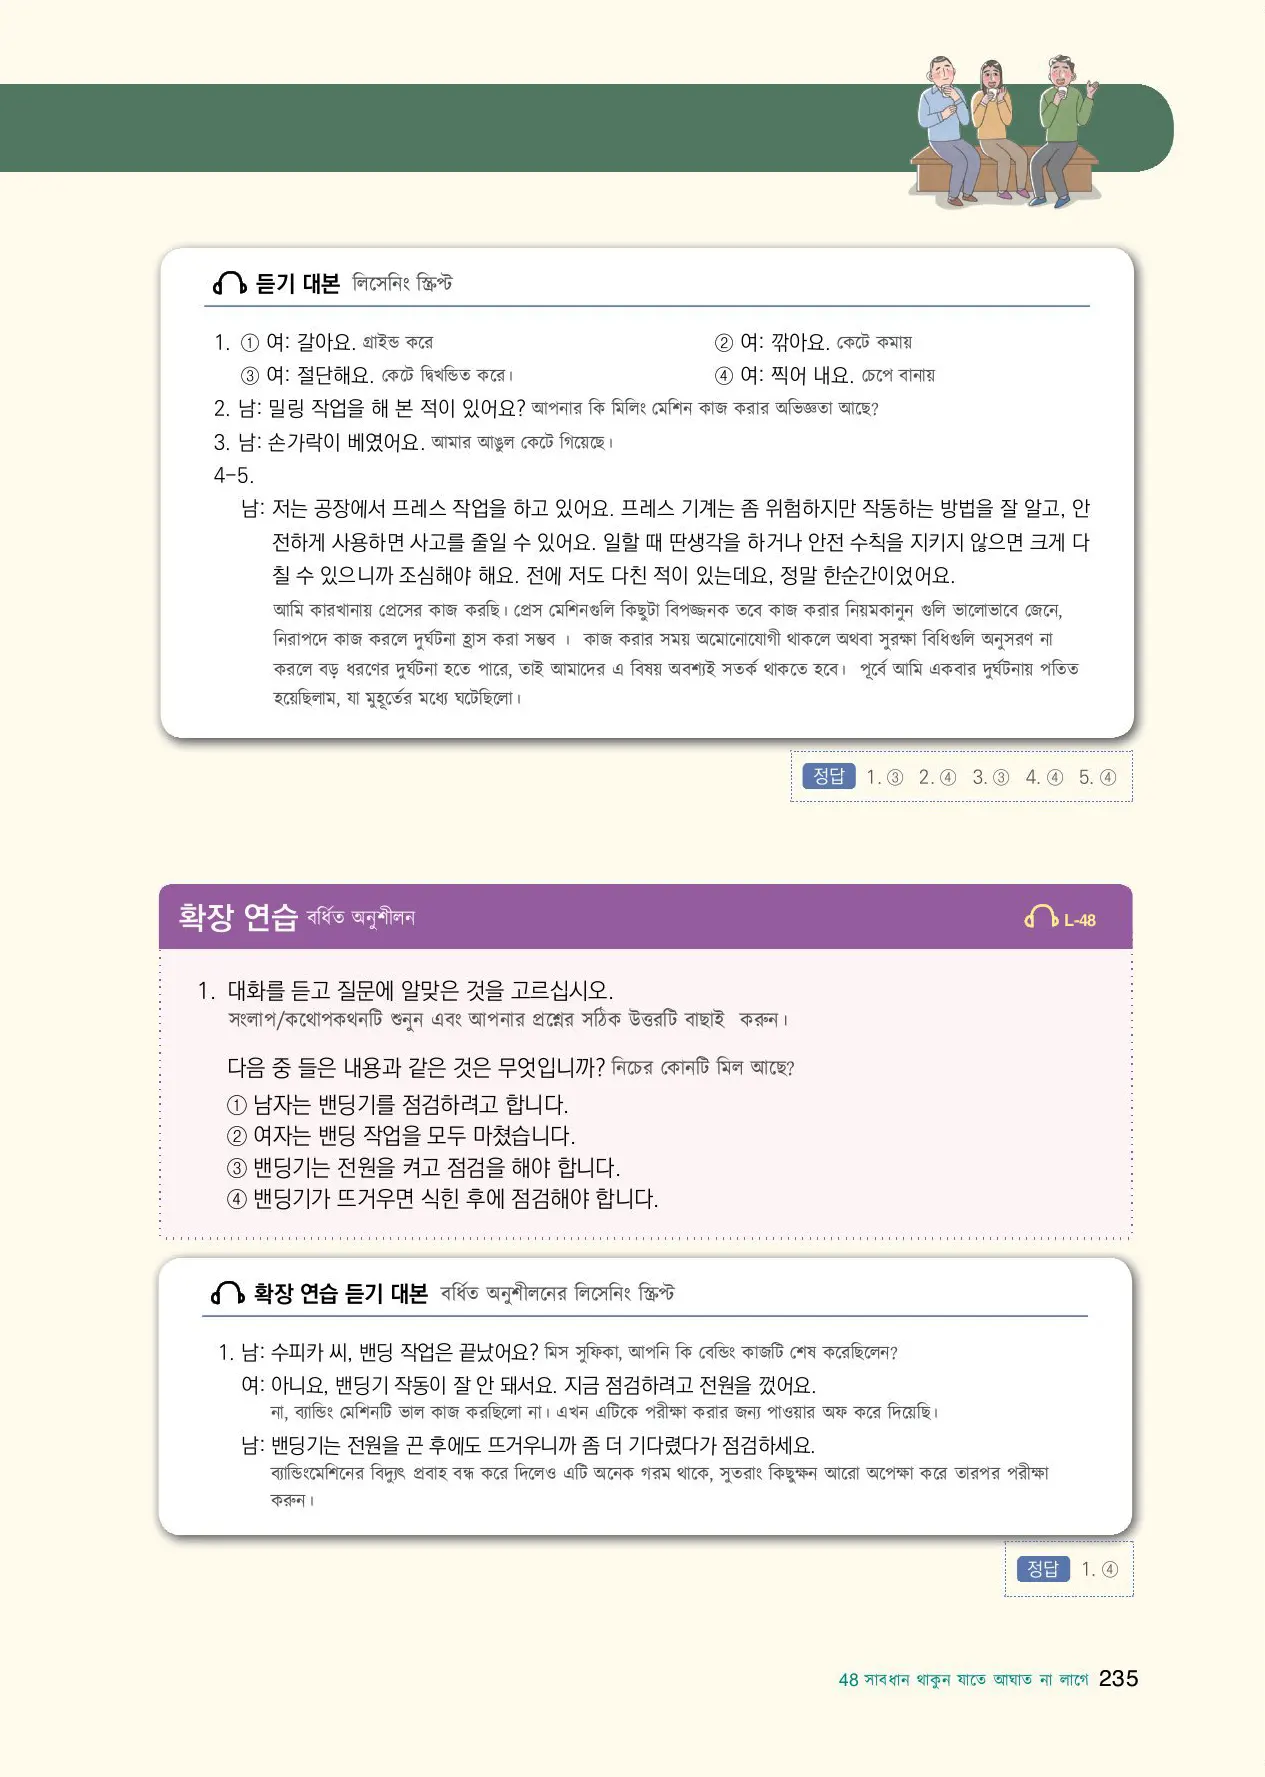 듣기 대본 লিসেনিং স্ক্রিপ্ট
1. ① 여: 갈아요. গ্রাইন্ড করে ② 여: 깎아요. কেটে কমায়
③ 여: 절단해요. কেটে দ্বিখন্ডিত করে। ④ 여: 찍어 내요. চেপে বানায়
2. 남: 밀링 작업을 해 본 적이 있어요? আপনার কি মিলিং মেশিন কাজ করার অভিজ্ঞতা আছে?
3. 남: 손가락이 베였어요. আমার আঙুল কেটে গিয়েছে।
4-5.
남: 저는 공장에서 프레스 작업을 하고 있어요. 프레스 기계는 좀 위험하지만 작동하는 방법을 잘 알고, 안
전하게 사용하면 사고를 줄일 수 있어요. 일할 때 딴생각을 하거나 안전 수칙을 지키지 않으면 크게 다
칠 수 있으니까 조심해야 해요. 전에 저도 다친 적이 있는데요, 정말 한순간이었어요.
আমি কারখানায় প্রেসের কাজ করছি। প্রেস মেশিনগুলি কিছুটা বিপজ্জনক তবে কাজ করার নিয়মকানুন গুলি ভালোভাবে জেনে,
নিরাপদে কাজ করলে দুর্ঘটনা হ্রাস করা সম্ভব । কাজ করার সময় অমোনোযোগী থাকলে অথবা সুরক্ষা বিধিগুলি অনুসরণ না
করলে বড় ধরণের দুর্ঘটনা হতে পারে, তাই আমাদের এ বিষয় অবশ্যই সতর্ক থাকতে হবে। পূর্বে আমি একবার দুর্ঘটনায় পতিত
হয়েছিলাম, যা মুহূর্তের মধ্যে ঘটেছিলো।
정답 1. ③ 2. ④ 3. ③ 4. ④ 5. ④
확장 연습 বর্ধিত অনুশীলন L-48
1. 대화를 듣고 질문에 알맞은 것을 고르십시오.
সংলাপ/কথোপকথনটি শুনুন এবং আপনার প্রশ্নের সঠিক উত্তরটি বাছাই করুন।
다음 중 들은 내용과 같은 것은 무엇입니까? নিচের কোনটি মিল আছে?
① 남자는 밴딩기를 점검하려고 합니다.
② 여자는 밴딩 작업을 모두 마쳤습니다.
③ 밴딩기는 전원을 켜고 점검을 해야 합니다.
④ 밴딩기가 뜨거우면 식힌 후에 점검해야 합니다.
확장 연습 듣기 대본 বর্ধিত অনুশীলনের লিসেনিং স্ক্রিপ্ট
1. 남: 수피카 씨, 밴딩 작업은 끝났어요? মিস সুফিকা, আপনি কি বেন্ডিং কাজটি শেষ করেছিলেন?
여: 아니요, 밴딩기 작동이 잘 안 돼서요. 지금 점검하려고 전원을 껐어요.
না, ব্যান্ডিং মেশিনটি ভাল কাজ করছিলো না। এখন এটিকে পরীক্ষা করার জন্য পাওয়ার অফ করে দিয়েছি।
남: 밴딩기는 전원을 끈 후에도 뜨거우니까 좀 더 기다렸다가 점검하세요.
ব্যান্ডিংমেশিনের বিদ্যুৎ প্রবাহ বন্ধ করে দিলেও এটি অনেক গরম থাকে, সুতরাং কিছুক্ষন আরো অপেক্ষা করে তারপর পরীক্ষা
করুন।
정답 1. ④
48 সাবধান থাকুন যাতে আঘাত না লাগে 235